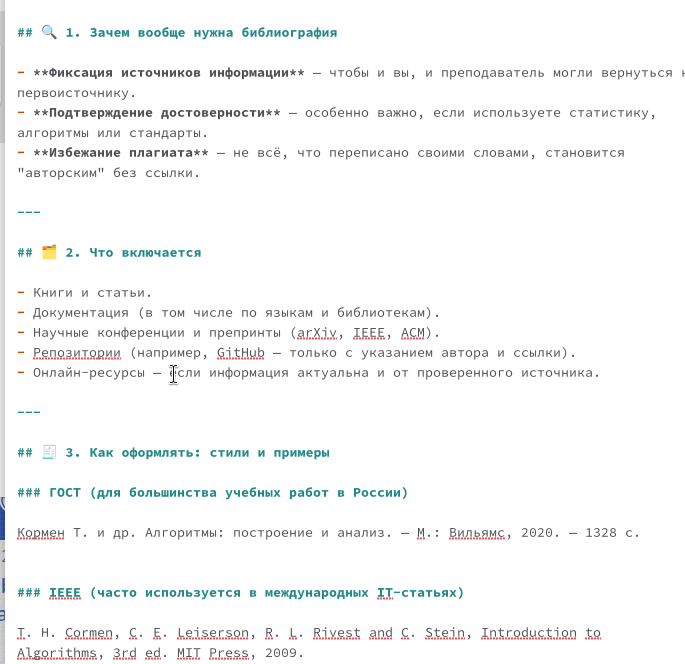 ## 🔍 1. Зачем вообще нужна библиография
- **Фиксация источников информации** — чтобы и вы, и преподаватель могли вернуться
первоисточнику.
- **Подтверждение достоверности** — особенно важно, если используете статистику,
алгоритмы или стандарты.
- **Избежание плагиата** — не всё, что переписано своими словами, становится
"авторским" без ссылки.
---
## 🗂️ 2. Что включается
- Книги и статьи.
- Документация (в том числе по языкам и библиотекам).
- Научные конференции и препринты (arXiv, IEEE, ACM).
- Репозитории (например, GitHub — только с указанием автора и ссылки).
- Онлайн-ресурсы — если информация актуальна и от проверенного источника.
---
## 🧾 3. Как оформлять: стили и примеры
### ГОСТ (для большинства учебных работ в России)
Кормен Т. и др. Алгоритмы: построение и анализ. — М.: Вильямс, 2020. — 1328 с.
### IEEE (часто используется в международных IT-статьях)
T. H. Cormen, C. E. Leiserson, R. L. Rivest and C. Stein, Introduction to
Algorithms, 3rd ed. MIT Press, 2009.